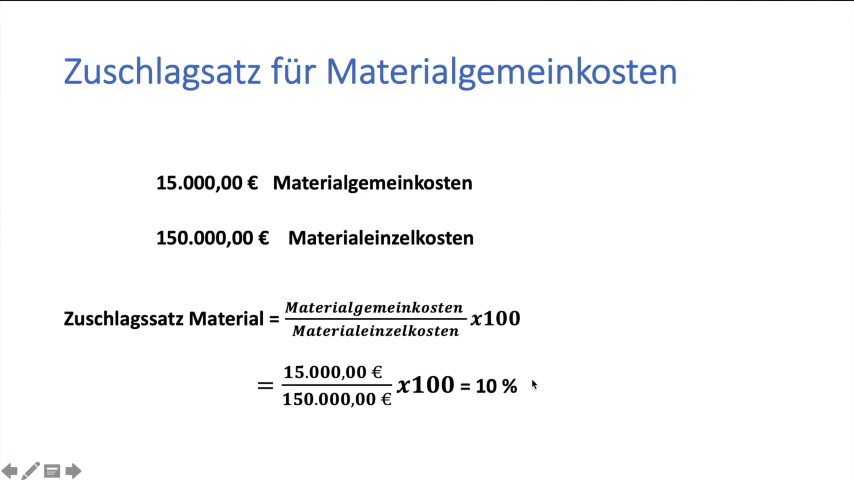 Zuschlagsatz für Materialgemeinkosten
15.000,00 € Materialgemeinkosten
150.000,00 € Materialeinzelkosten
Zuschlagssatz Material = Materialgemeinkosten / Materialeinzelkosten x100
= 15.000,00 € / 150.000,00 € x100 = 10 %